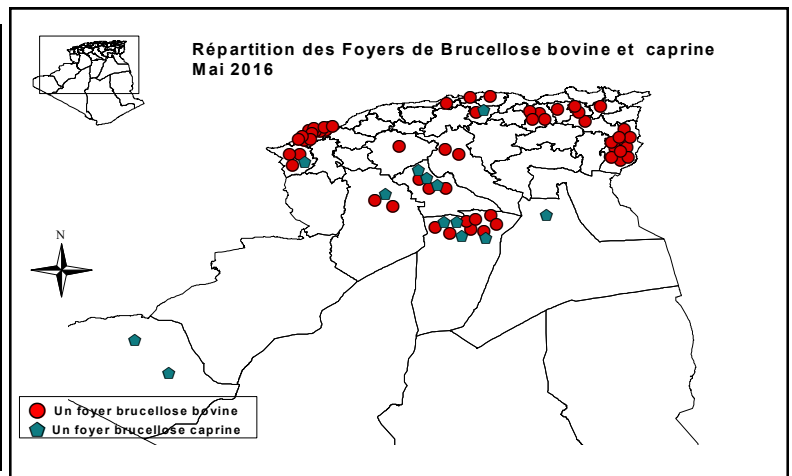 Répartition des Foyers de Brucellose bovine et caprine
Mai 2016
N
Un foyer brucellose bovine
Un foyer brucellose caprine